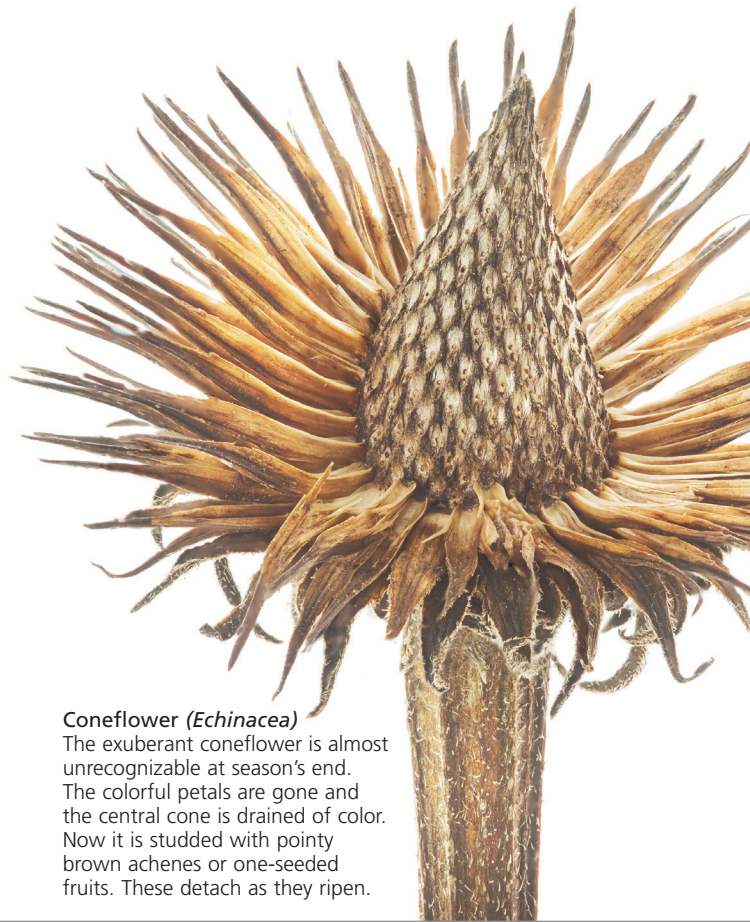 Coneflower (Echinacea)
The exuberant coneflower is almost
unrecognizable at season’s end.
The colorful petals are gone and
the central cone is drained of color.
Now it is studded with pointy
brown achenes or one-seeded
fruits. These detach as they ripen.